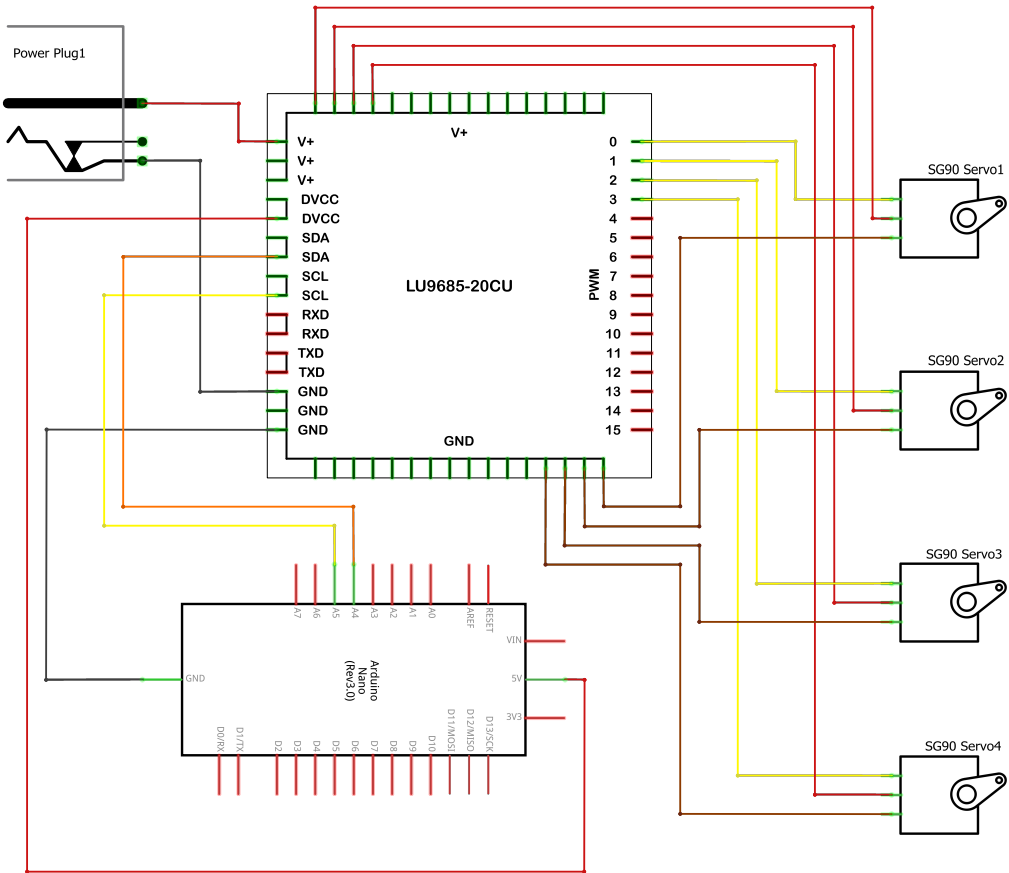 Power Plug1
V+
V+
V+
V+
DVCC
DVCC
SDA
SDA
SCL
SCL
RXD
RXD
TXD
TXD
GND
GND
GND
LU9685-20CU
PWM
0
1
2
3
4
5
6
7
8
9
10
11
12
13
14
15
GND
SG90 Servo1
SG90 Servo2
SG90 Servo3
SG90 Servo4
A7
A6
A5
A4
A3
A2
A1
A0
AREF
RESET
VIN
5V
3V3
GND
Arduino
Nano
(Rev3.0)
D0/RX
D1/TX
D2
D3
D4
D5
D6
D7
D8
D9
D10
D11/MOSI
D12/MISO
D13/SCK